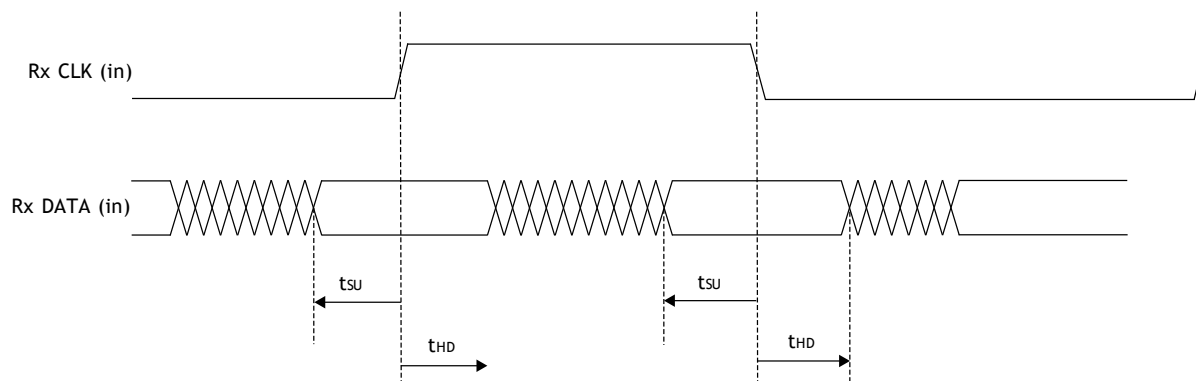 Rx CLK (in)
Rx DATA (in)
tSU
tSU
tHD
tHD